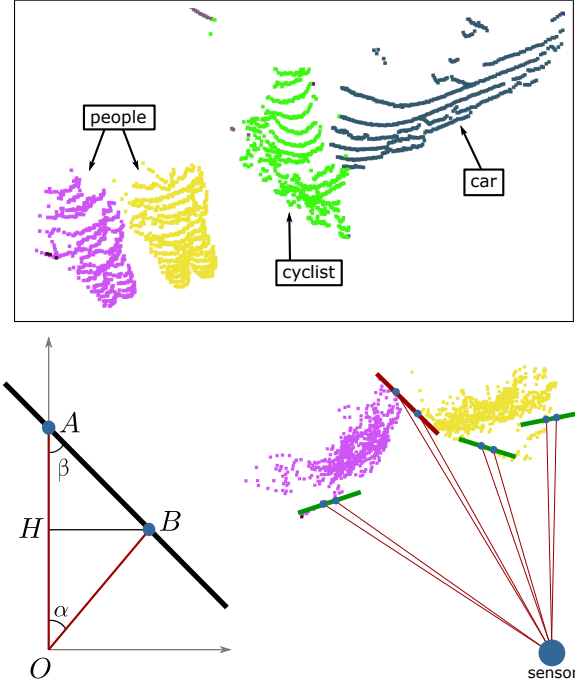 people
car
cyclist
A
β
H
B
α
O
sensor